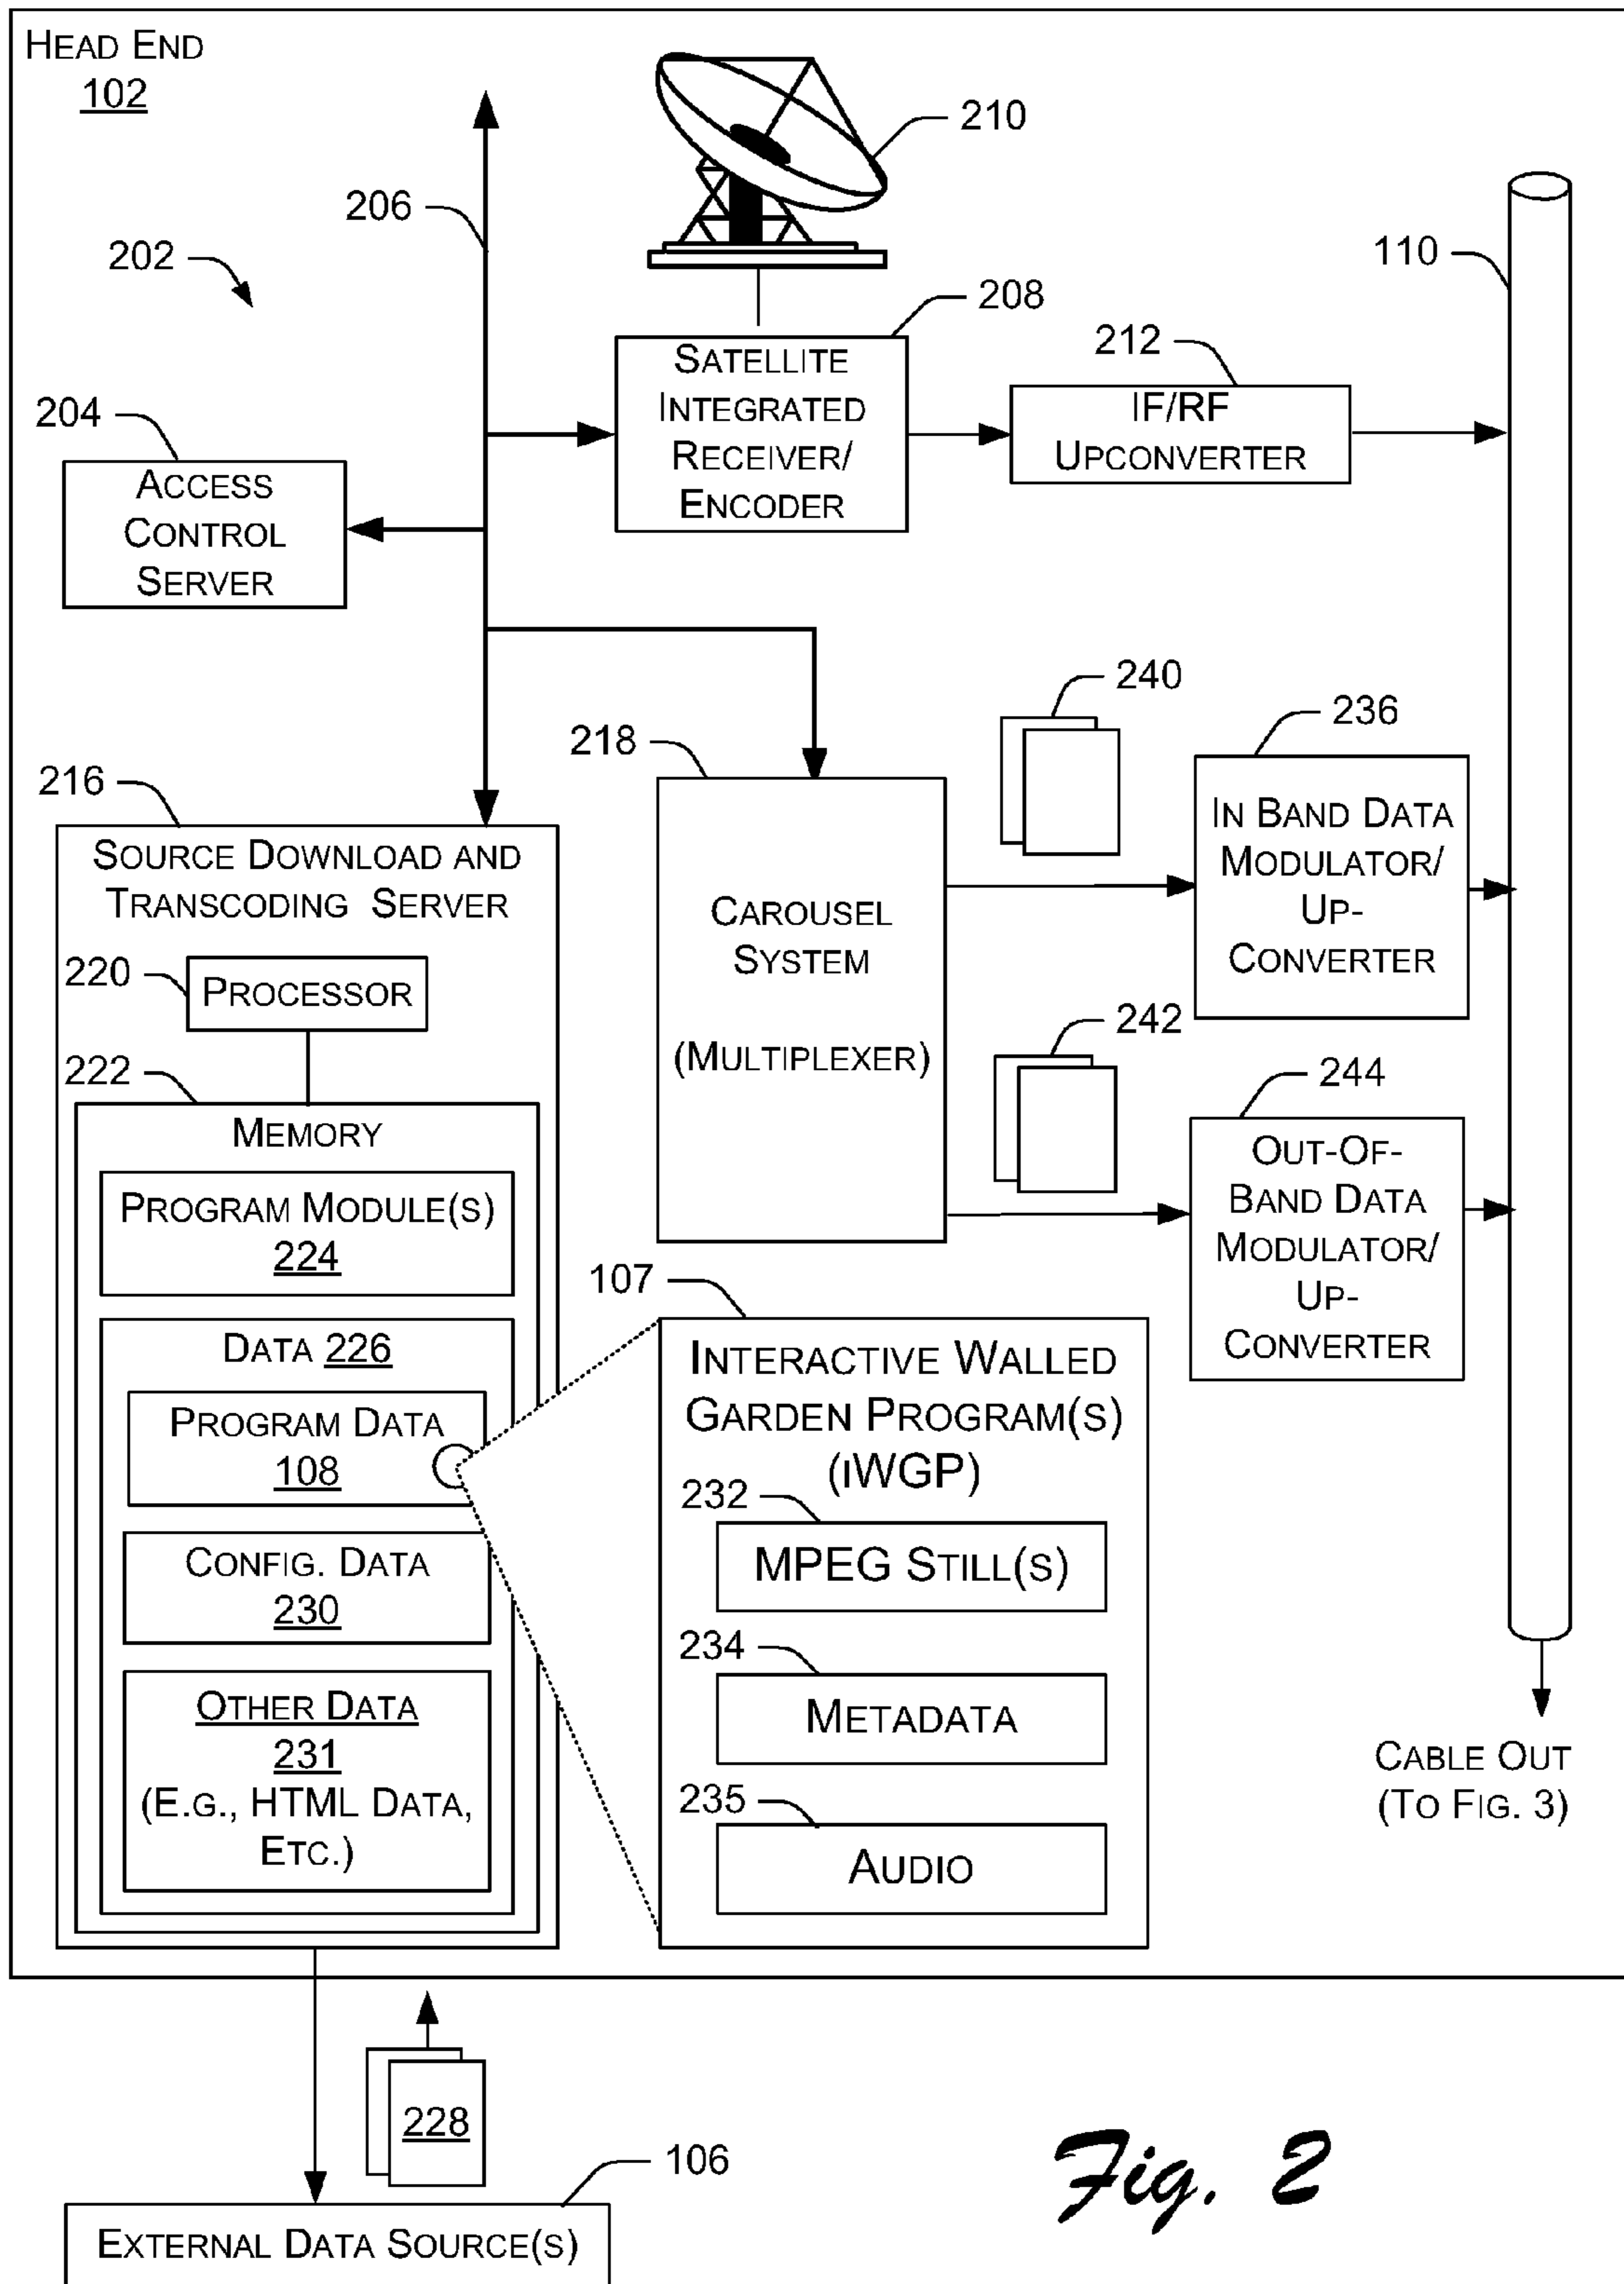 HEAD END
102
210
206
202
110
208
212
SATELLITE
INTEGRATED
RECEIVER/
ENCODER
IF/RF
UPCONVERTER
204
ACCESS
CONTROL
SERVER
240
236
218
216
SOURCE DOWNLOAD AND
TRANSCODING SERVER
IN BAND DATA
MODULATOR/
UP-
CONVERTER
CAROUSEL
SYSTEM
(MULTIPLEXER)
220
PROCESSOR
242
244
222
MEMORY
PROGRAM MODULE(S)
224
OUT-OF-
BAND DATA
MODULATOR/
UP-
CONVERTER
107
DATA 226
PROGRAM DATA
108
CONFIG. DATA
230
OTHER DATA
231
(E.G., HTML DATA,
ETC.)
INTERACTIVE WALLED
GARDEN PROGRAM(S)
(IWGP)
232
MPEG STILL(S)
234
METADATA
235
AUDIO
CABLE OUT
(TO FIG. 3)
228
106
EXTERNAL DATA SOURCE(S)
Fig. 2